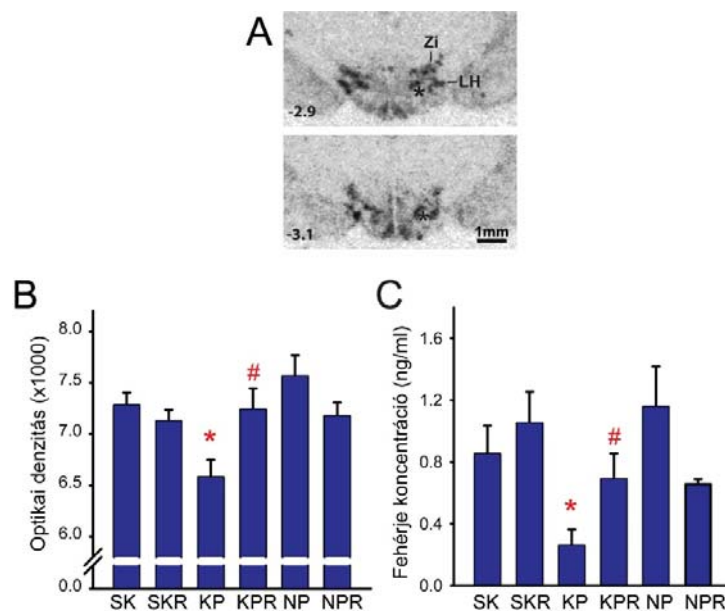 A
Zi
LH
*
-2.9
*
-3.1
1mm
B
Optikai denzitás (x1000)
8.0
7.5
7.0
6.5
6.0
0.0
*
#
SK SKR KP KPR NP NPR
C
Fehérje koncentráció (ng/ml)
1.6
1.2
0.8
0.4
0.0
*
#
SK SKR KP KPR NP NPR